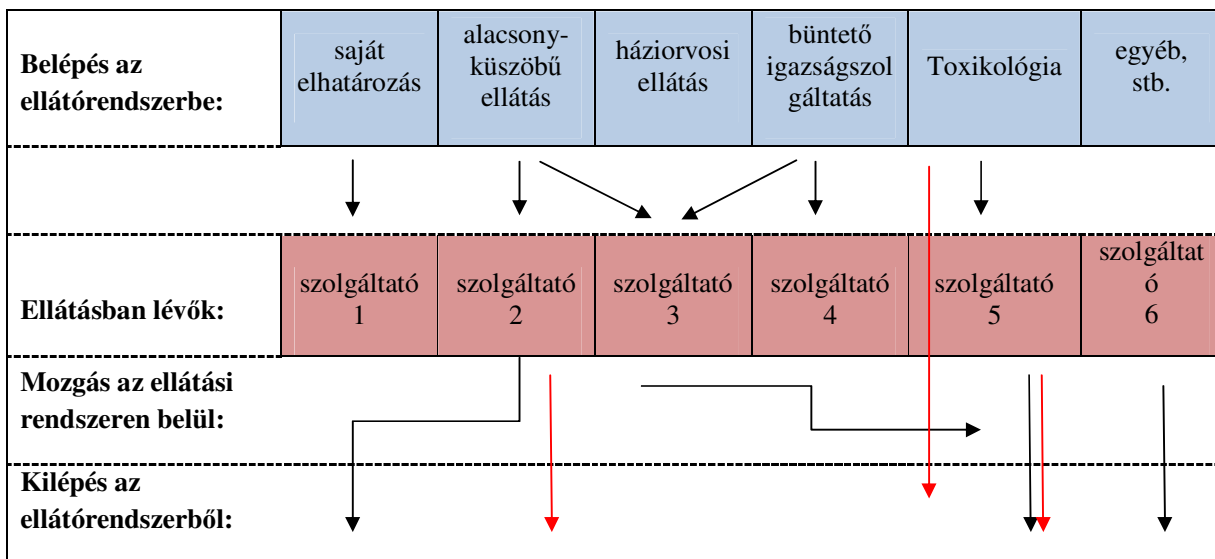 Belépés az
ellátórendszerbe:
saját
elhatározás
alacsony-
küszöbű
ellátás
háziorvosi
ellátás
büntető
igazságszol
gáltatás
Toxikológia
egyéb,
stb.
Ellátásban lévők:
szolgáltató
1
szolgáltató
2
szolgáltató
3
szolgáltató
4
szolgáltató
5
szolgáltat
ó
6
Mozgás az ellátási
rendszeren belül:
Kilépés az
ellátórendszerből: